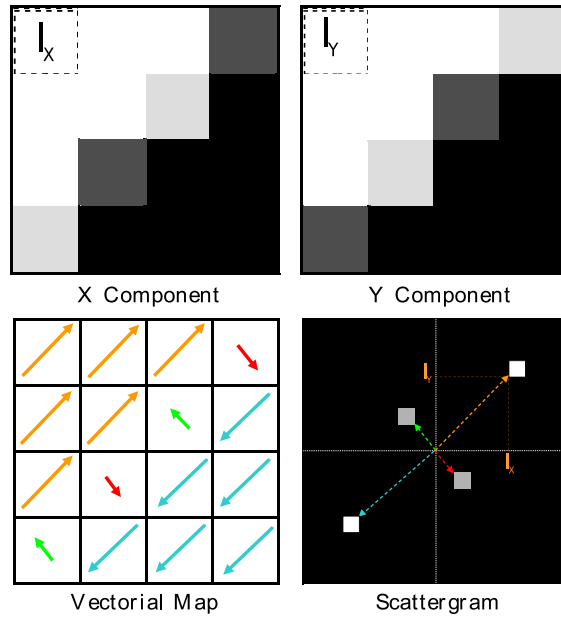 I_X I_Y
X Component Y Component
I_Y
I_X
Vectorial Map Scattergram